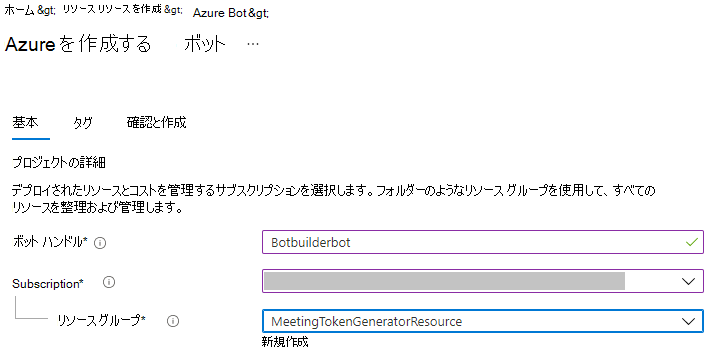 ホーム &gt; リソース リソースを作成 &gt; Azure Bot &gt;
Azure を作成する ボット ...
基本 タグ 確認と作成
プロジェクトの詳細
デプロイされたリソースとコストを管理するサブスクリプションを選択します。フォルダーのようなリソース グループを使用して、すべての
リソースを整理および管理します。
ボット ハンドル* Botbuilderbot
Subscription*
リソース グループ* MeetingTokenGeneratorResource
新規作成